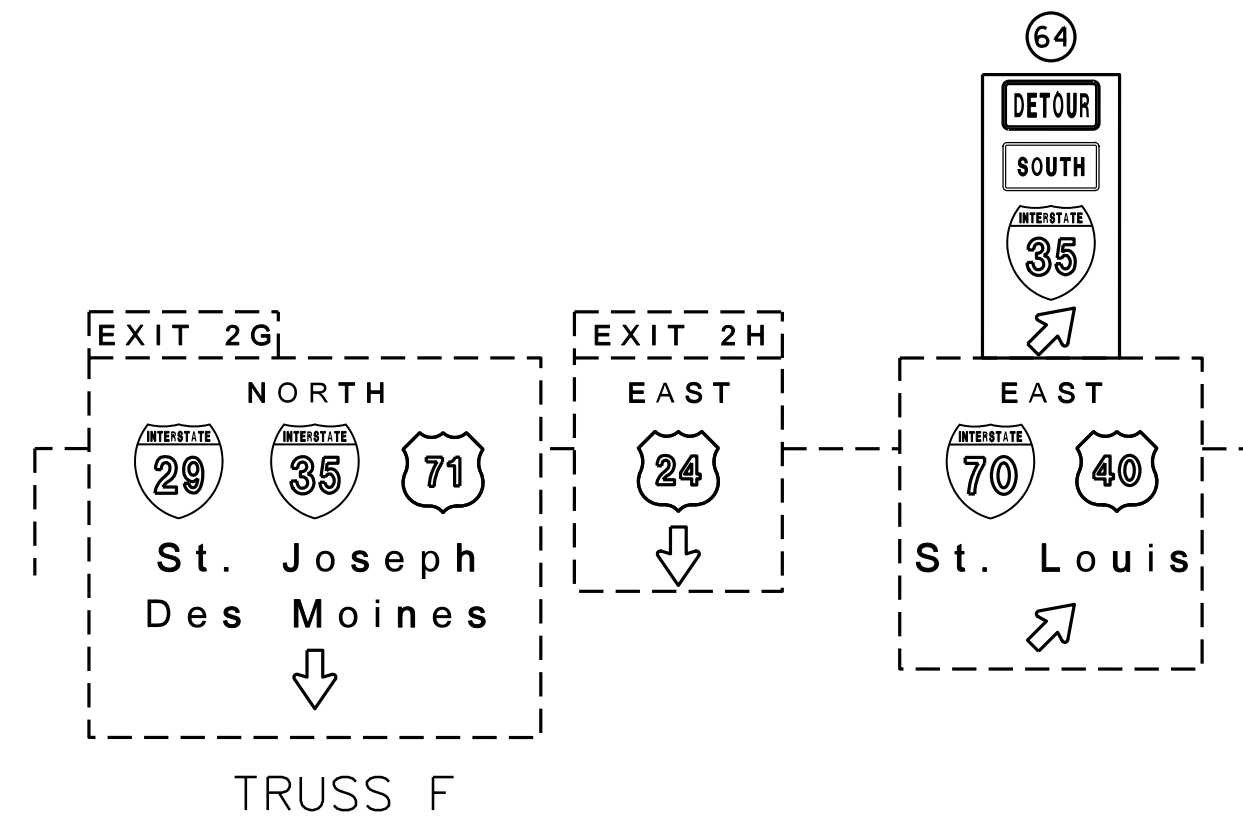 64
DETOUR
SOUTH
INTERSTATE
35
EXIT 2G
NORTH
INTERSTATE INTERSTATE
29 35 71
St. Joseph
Des Moines
EXIT 2H
EAST
24
EAST
INTERSTATE
70 40
St. Louis
TRUSS F